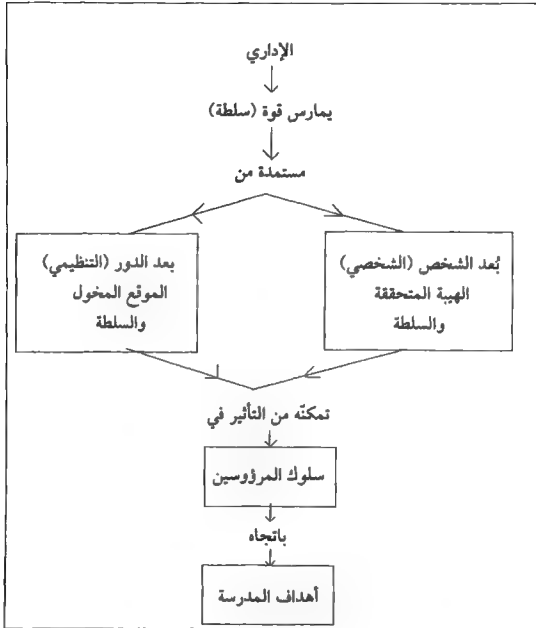 الإداري
يمارس قوة (سلطة)
مستمدة من
بُعد الشخص (الشخصي)
الهيبة المتحققة
والسلطة
بعد الدور (التنظيمي)
الموقع المخول
والسلطة
تمكنّه من التأثير في
سلوك المرؤوسين
باتجاه
أهداف المدرسة